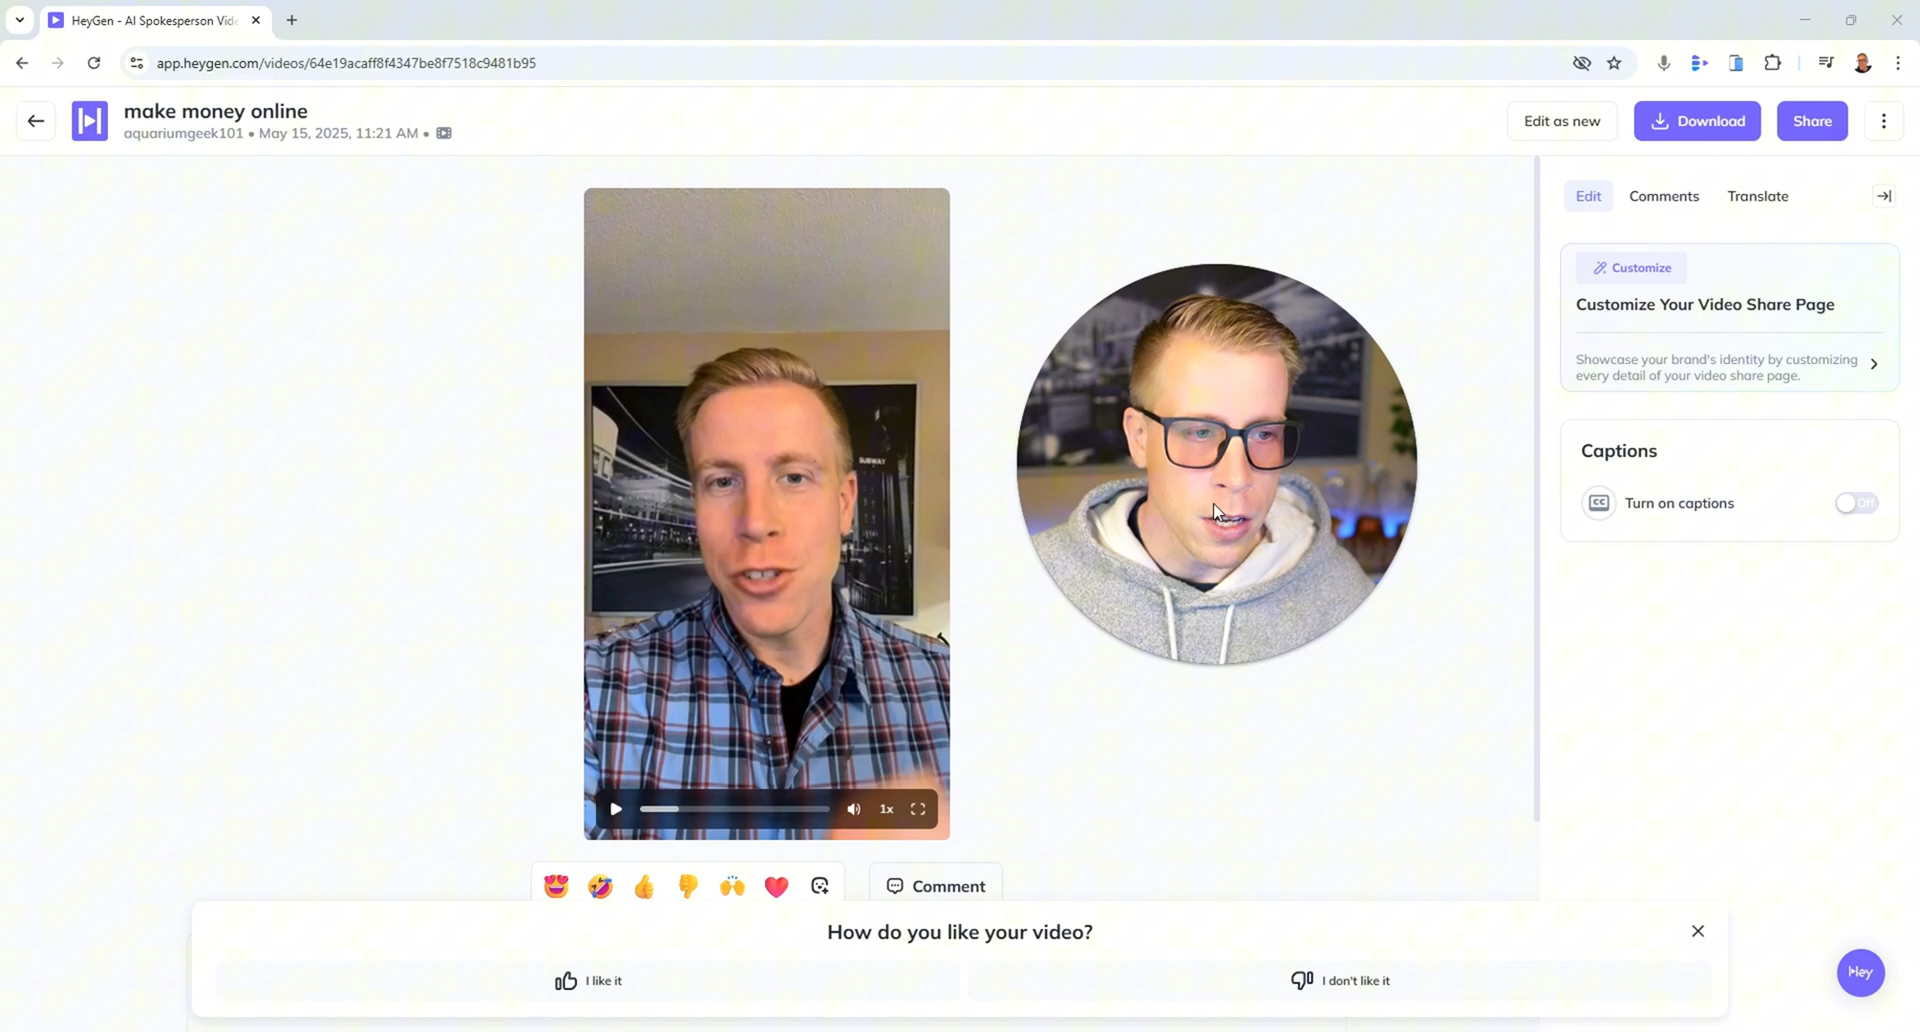 HeyGen - AI Spokesperson Vid
app.heygen.com/videos/64e19acaff8f4347be8f7518c9481b95
make money online
aquariumgeek101 • May 15, 2025, 11:21 AM •
Edit as new
Download
Share
Edit
Comments
Translate
Customize
Customize Your Video Share Page
Showcase your brand's identity by customizing
every detail of your video share page.
Captions
CC
Turn on captions
Off
SUBWAY
1x
Comment
How do you like your video?
I like it
I don't like it
Hey